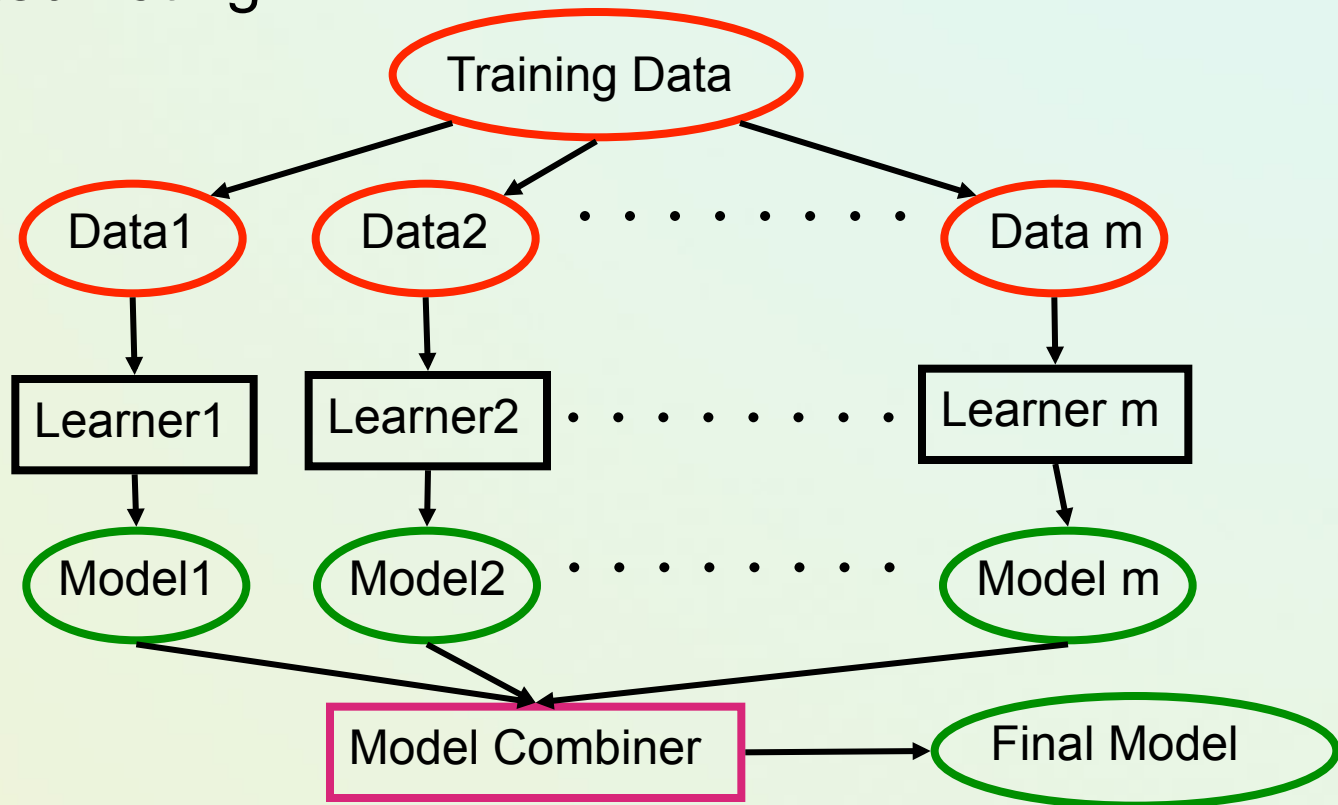 Training Data
Data1 Data2 . . . . . . . . Data m
Learner1 Learner2 . . . . . . . . Learner m
Model1 Model2 . . . . . . . . Model m
Model Combiner Final Model